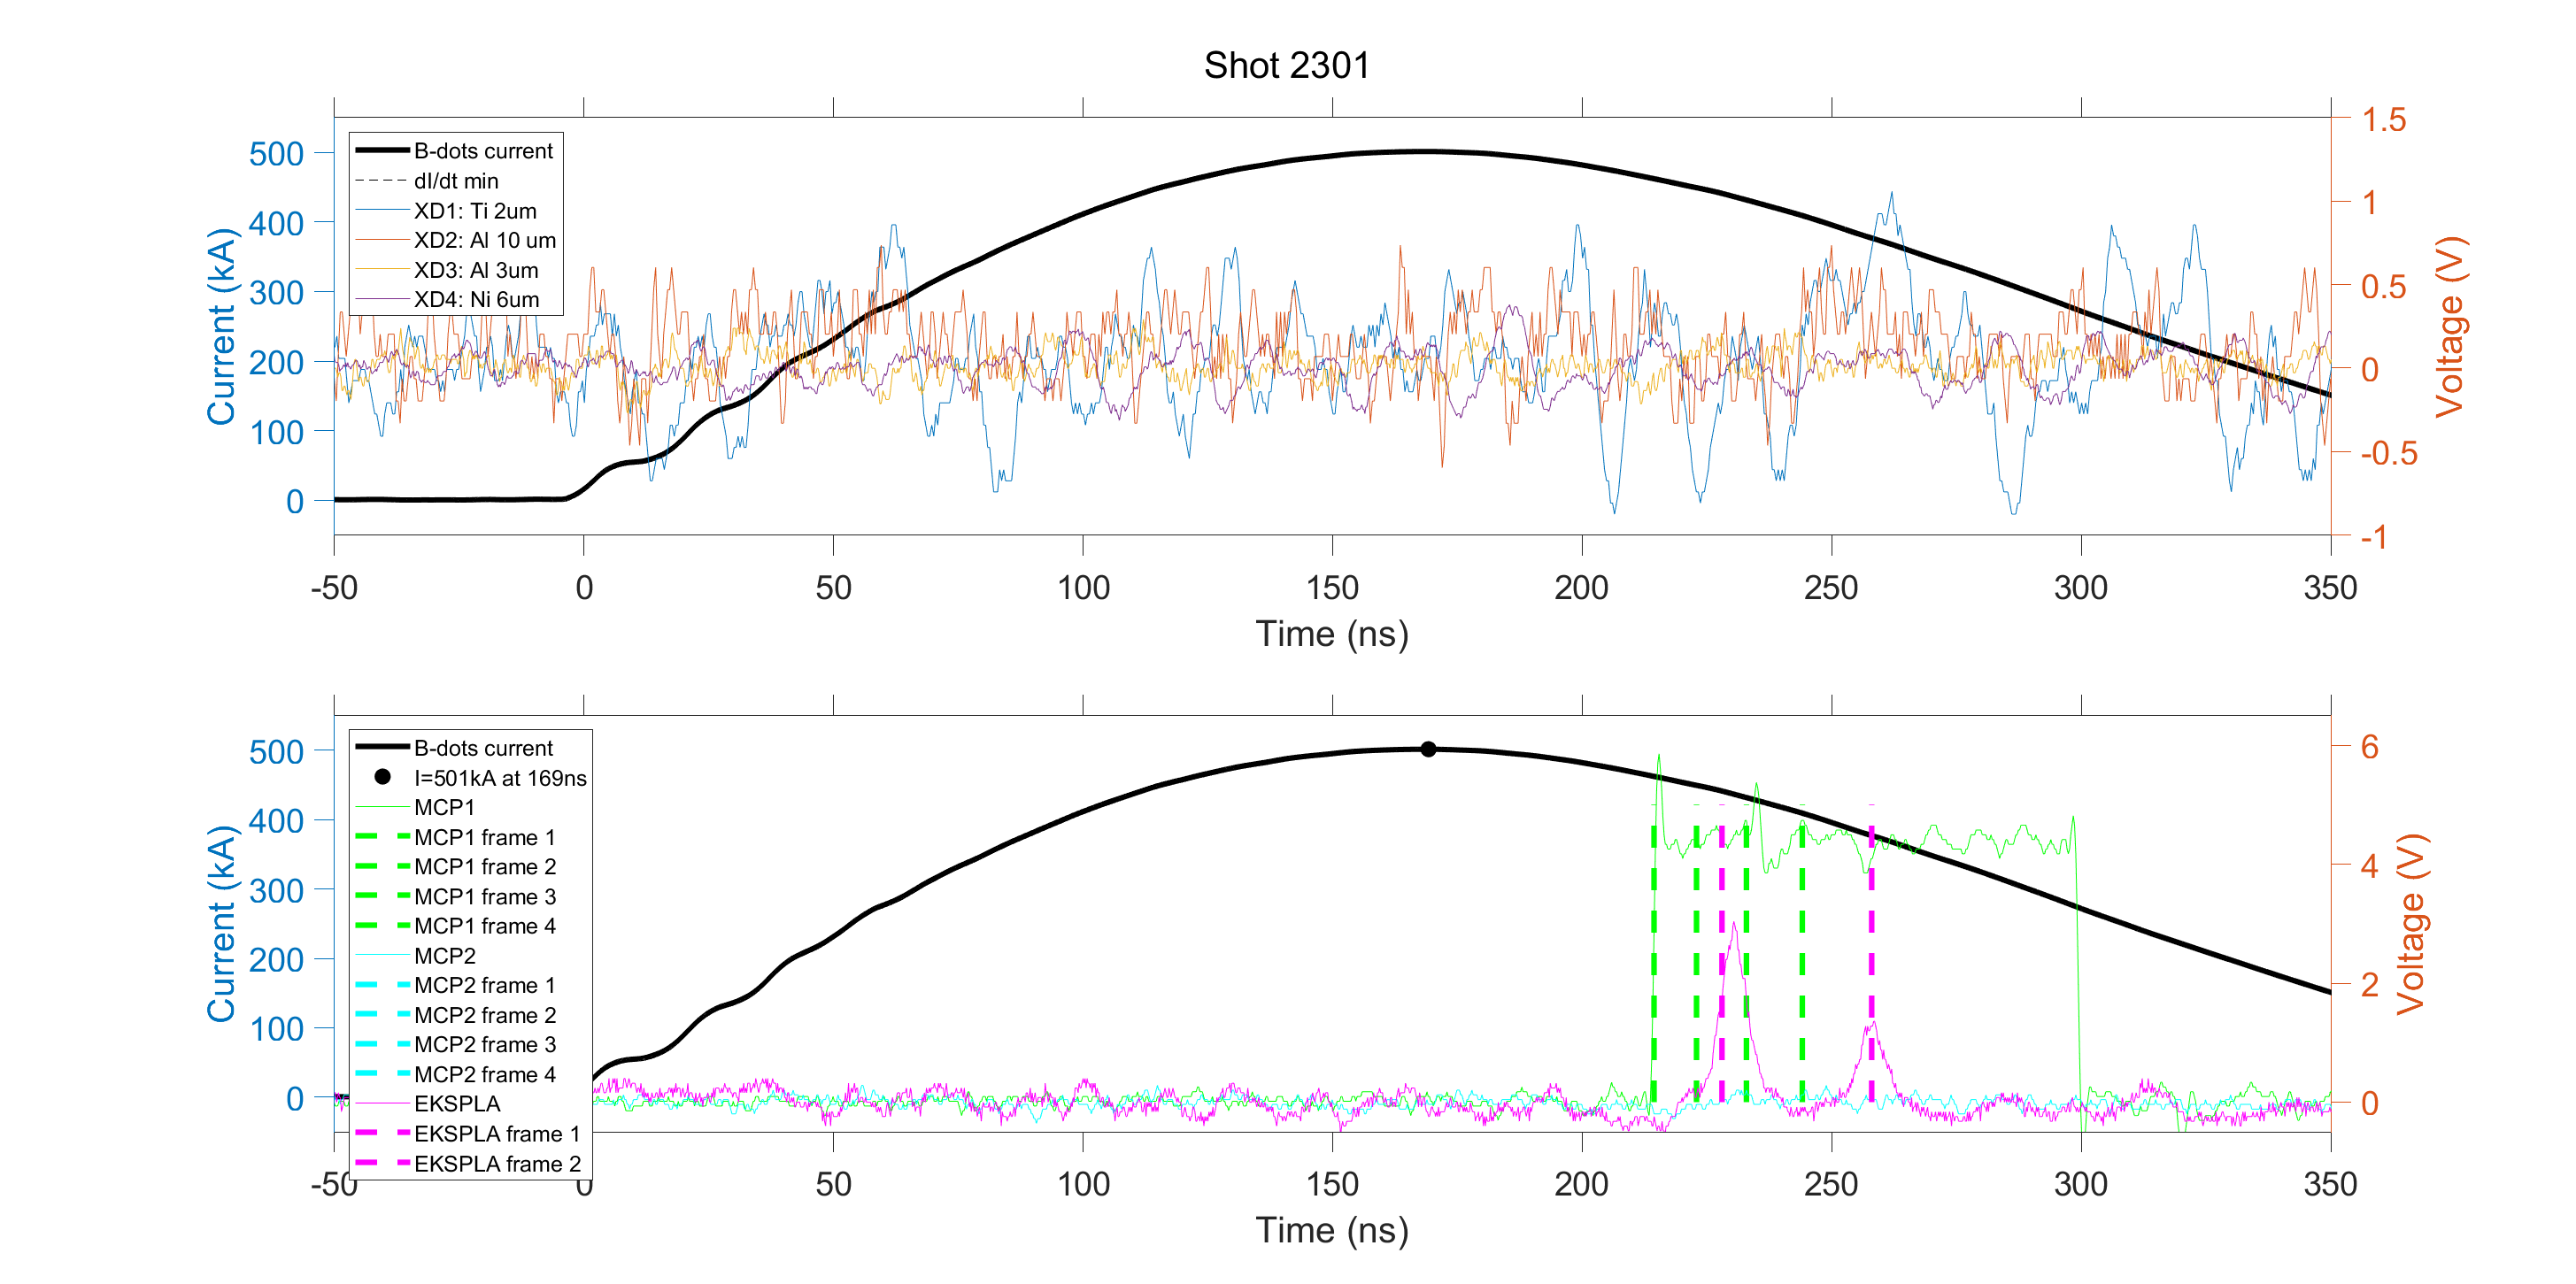 Shot 2301
B-dots current
dI/dt min
XD1: Ti 2um
XD2: Al 10 um
XD3: Al 3um
XD4: Ni 6um
500
400
300
200
100
0
Current (kA)
1.5
1
0.5
0
-0.5
-1
Voltage (V)
-50 0 50 100 150 200 250 300 350
Time (ns)
B-dots current
I=501kA at 169ns
MCP1
MCP1 frame 1
MCP1 frame 2
MCP1 frame 3
MCP1 frame 4
MCP2
MCP2 frame 1
MCP2 frame 2
MCP2 frame 3
MCP2 frame 4
EKSPLA
EKSPLA frame 1
EKSPLA frame 2
500
400
300
200
100
0
Current (kA)
6
4
2
0
Voltage (V)
-50 0 50 100 150 200 250 300 350
Time (ns)